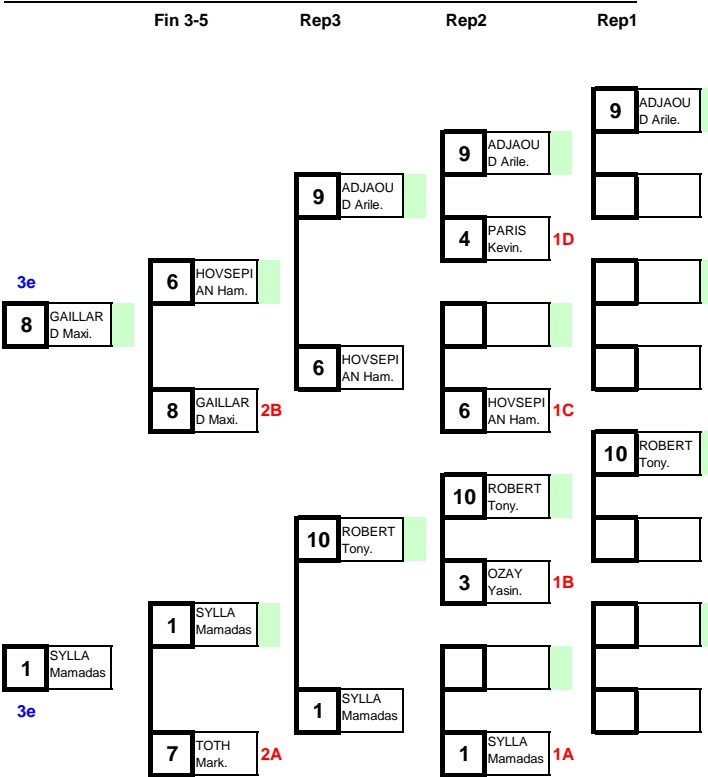 Fin 3-5 Rep3 Rep2 Rep1
9 ADJAOU
D Arile.
9 ADJAOU
D Arile.
9 ADJAOU
D Arile.
4 PARIS
Kevin. 1D
6 HOVSEPI
AN Ham.
3e
8 GAILLAR
D Maxi.
6 HOVSEPI
AN Ham.
8 GAILLAR
D Maxi. 2B
6 HOVSEPI
AN Ham. 1C
10 ROBERT
Tony.
10 ROBERT
Tony.
10 ROBERT
Tony.
3 OZAY
Yasin. 1B
1 SYLLA
Mamadas
1 SYLLA
Mamadas
3e
1 SYLLA
Mamadas
7 TOTH
Mark. 2A
1 SYLLA
Mamadas 1A